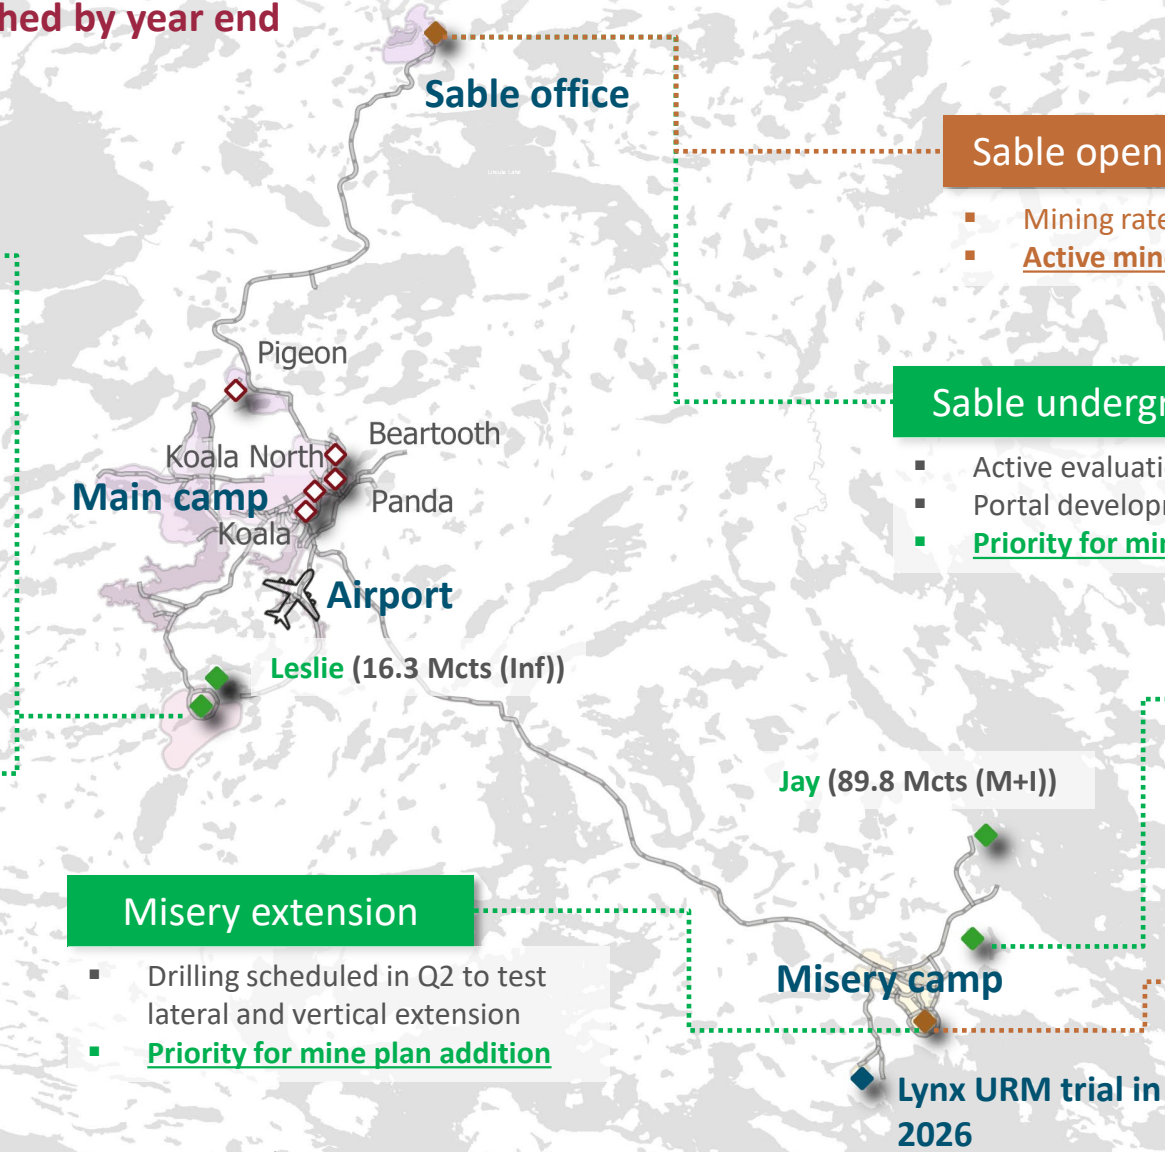 hed by year end
Sable office
Sable open
▪ Mining rate
▪ Active min
Pigeon
Sable undergr
Beartooth
Koala North
▪ Active evaluati
Main camp
Panda
▪ Portal developr
Koala
▪ Priority for min
Airport
Leslie (16.3 Mcts (Inf))
Jay (89.8 Mcts (M+I))
Misery extension
▪ Drilling scheduled in Q2 to test
lateral and vertical extension
▪ Priority for mine plan addition
Misery camp
Lynx URM trial in
2026